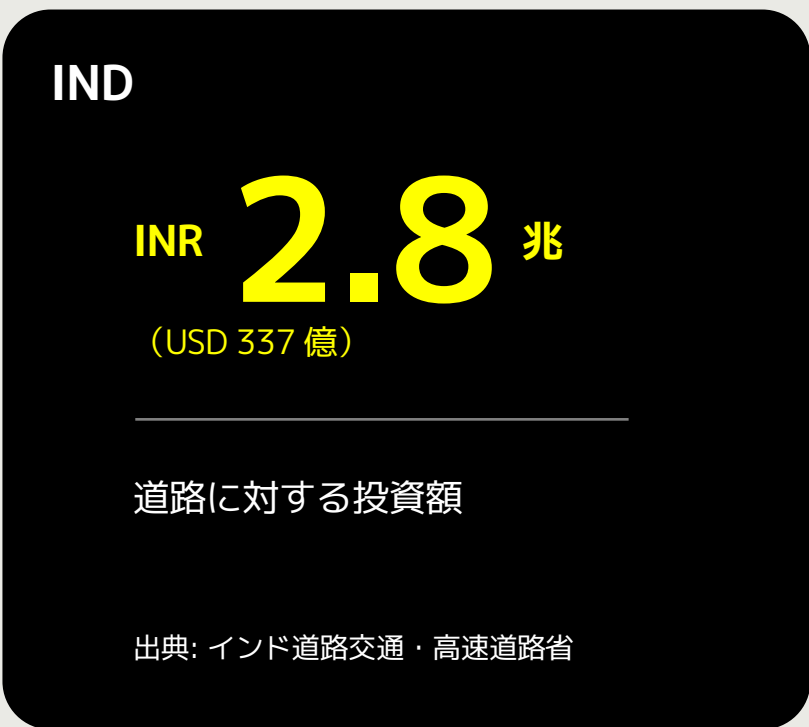 IND
INR 2.8 兆
（USD 337 億）
道路に対する投資額
出典: インド道路交通・高速道路省